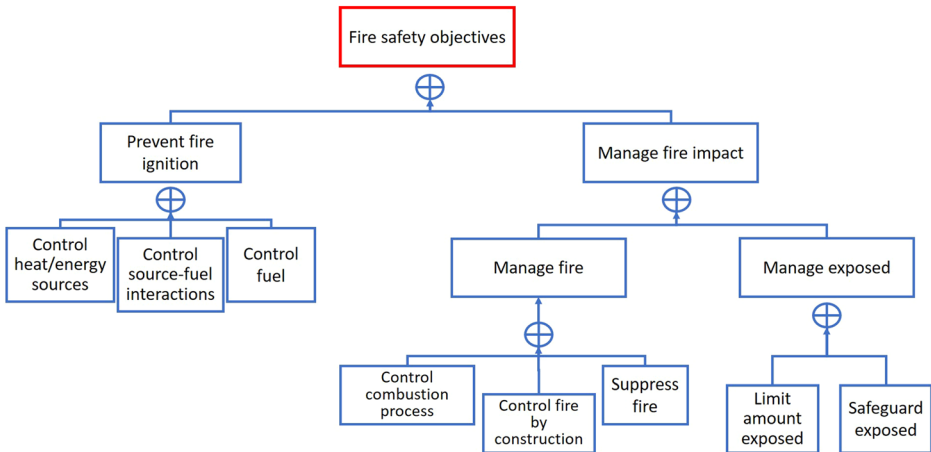 Fire safety objectives
Prevent fire
ignition
Manage fire impact
Control
heat/energy
sources
Control
source-fuel
interactions
Control
fuel
Manage fire
Manage exposed
Control
combustion
process
Control fire
by
construction
Suppress
fire
Limit
amount
exposed
Safeguard
exposed